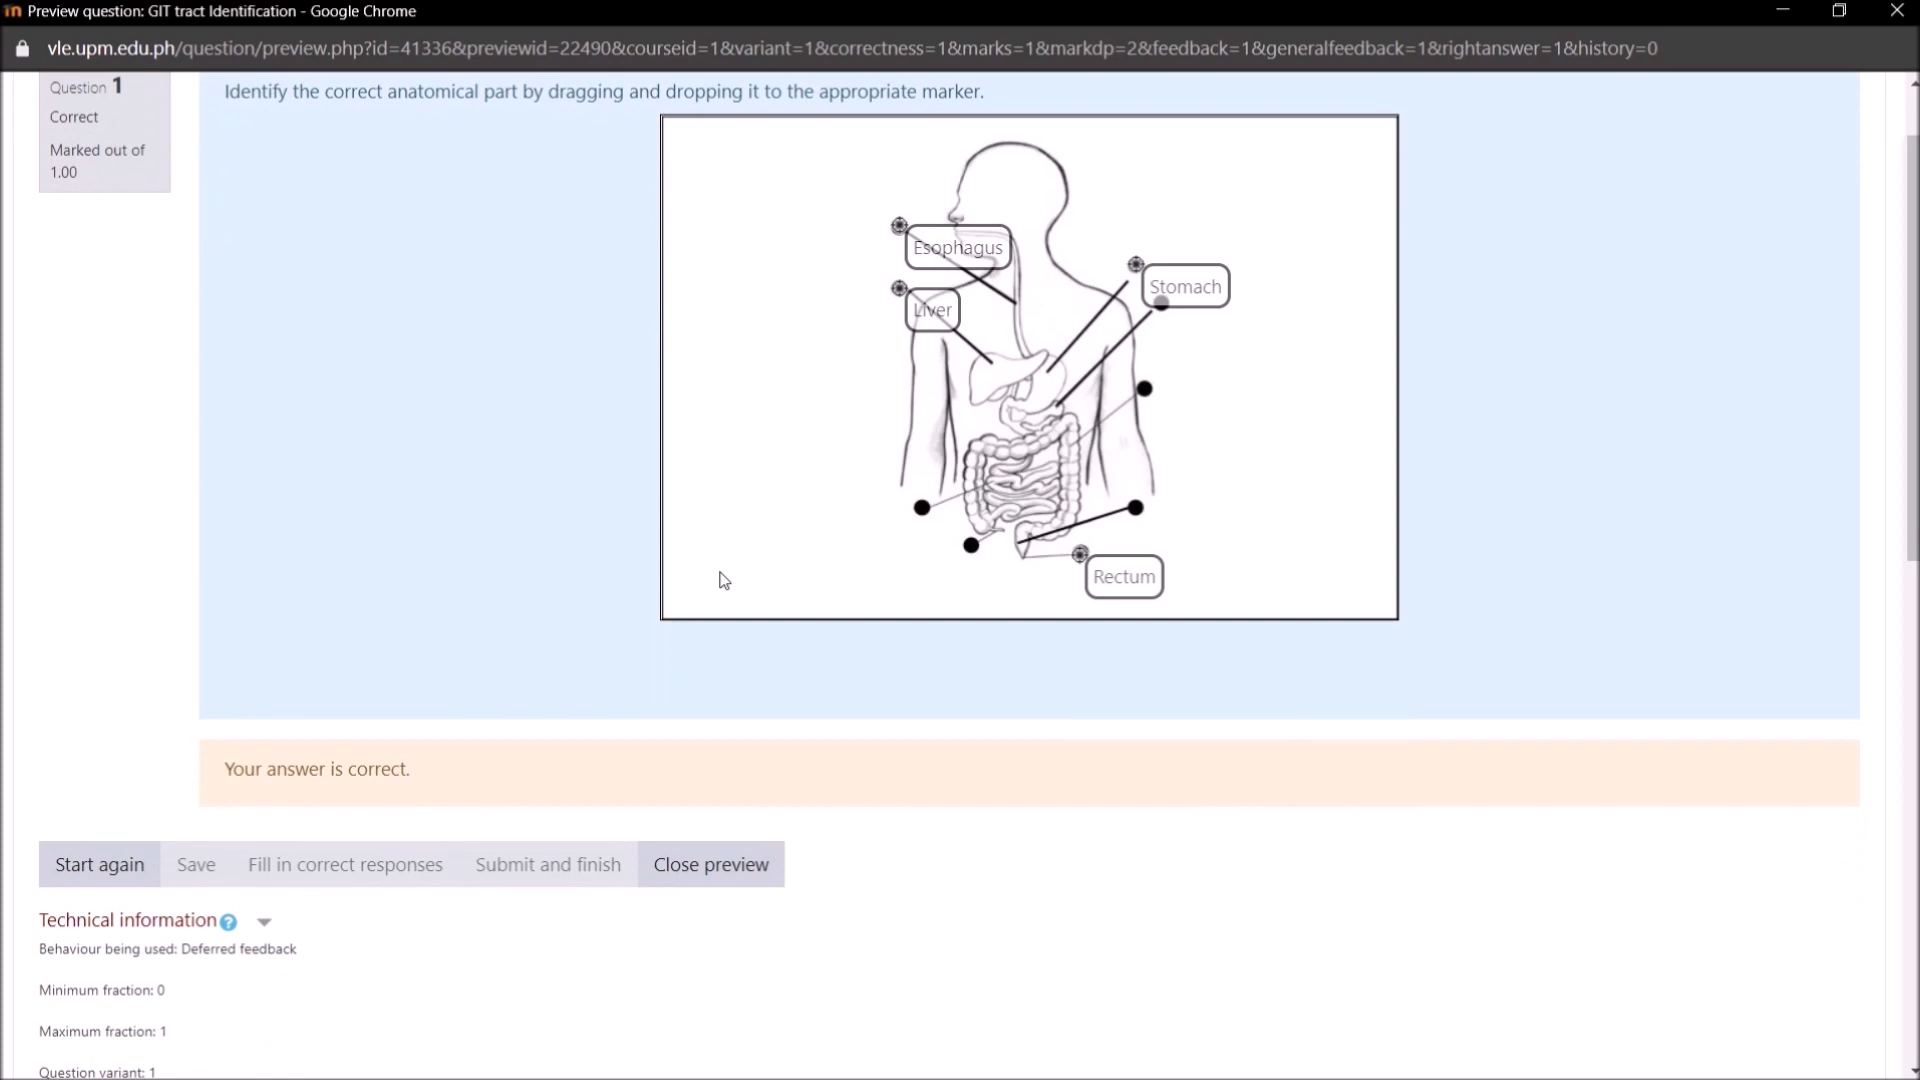 Preview question: GIT tract Identification - Google Chrome
vle.upm.edu.ph/question/preview.php?id=41336&previewid=22490&courseid=1&variant=1&correctness=1&marks=1&markdp=2&feedback=1&generalfeedback=1&rightanswer=1&history=0
Question 1
Correct
Marked out of
1.00
Identify the correct anatomical part by dragging and dropping it to the appropriate marker.
Esophagus
Liver
Stomach
Rectum
Your answer is correct.
Start again Save Fill in correct responses Submit and finish Close preview
Technical information ?
Behaviour being used: Deferred feedback
Minimum fraction: 0
Maximum fraction: 1
Question variant: 1